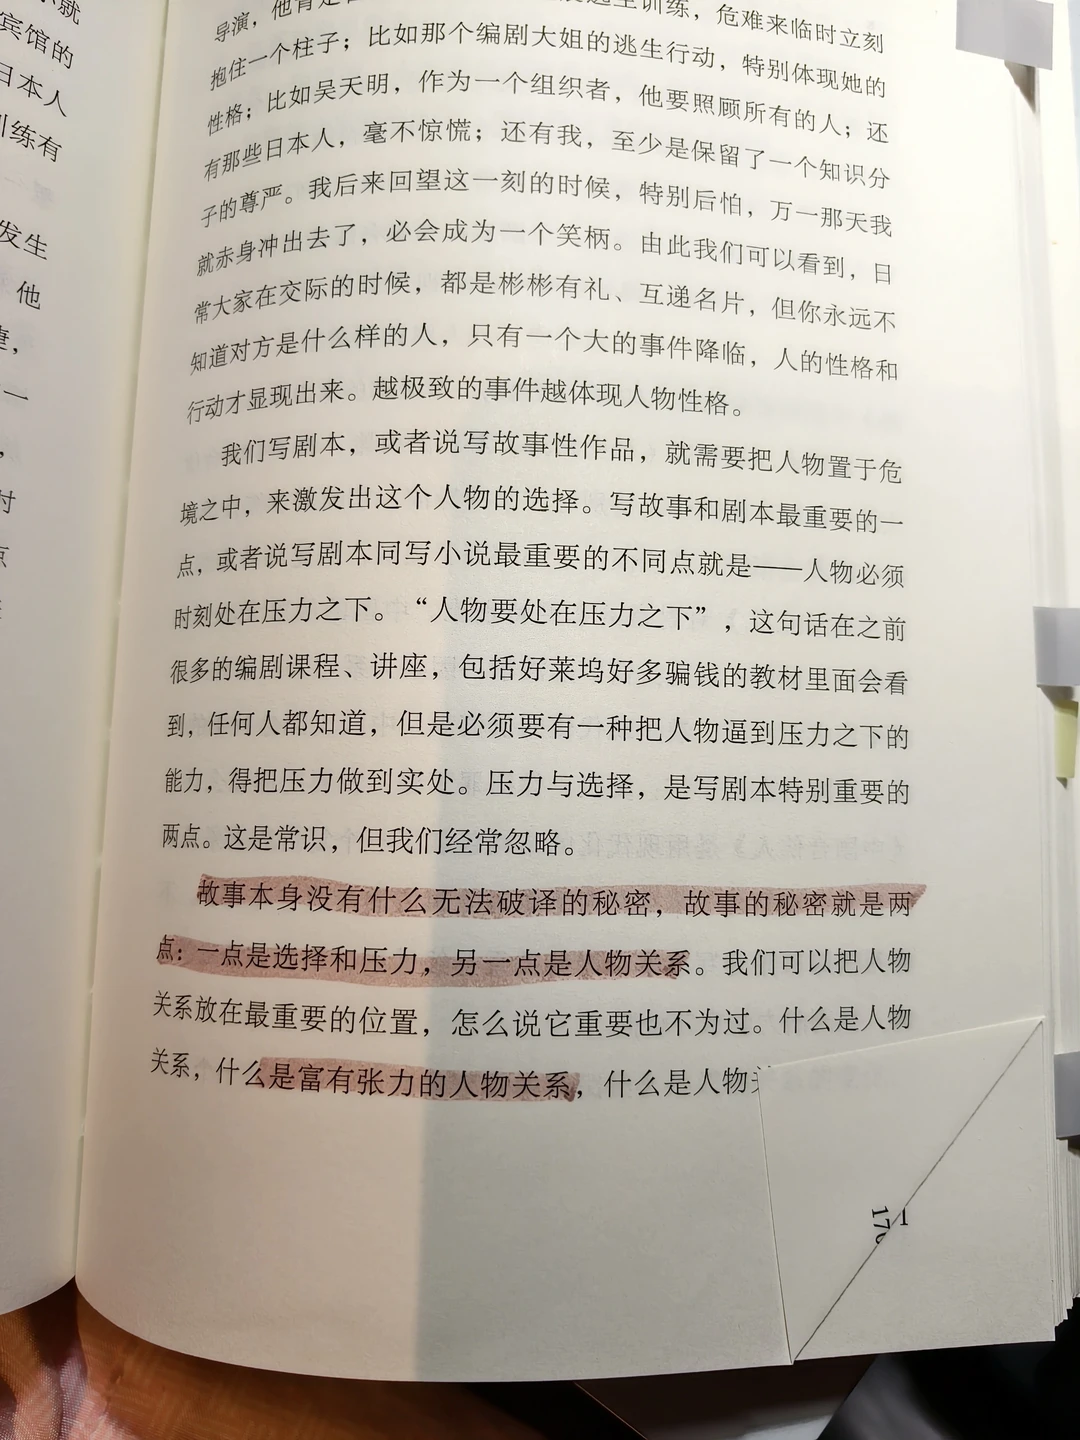 就
宾馆的
日本人
训练有
发生
他
一
导演，
训练，危难来临时立刻
抱住一个柱子；比如那个编剧大姐的逃生行动，特别体现她的
性格；比如吴天明，作为一个组织者，他要照顾所有的人；还
有那些日本人，毫不惊慌；还有我，至少是保留了一个知识分
子的尊严。我后来回望这一刻的时候，特别后怕，万一那天我
就赤身冲出去了，必会成为一个笑柄。由此我们可以看到，日
常大家在交际的时候，都是彬彬有礼、互递名片，但你永远不
知道对方是什么样的人，只有一个大的事件降临，人的性格和
行动才显现出来。越极致的事件越体现人物性格。
我们写剧本，或者说写故事性作品，就需要把人物置于危
境之中，来激发出这个人物的选择。写故事和剧本最重要的一
点，或者说写剧本同写小说最重要的不同点就是——人物必须
时刻处在压力之下。“人物要处在压力之下”，这句话在之前
很多的编剧课程、讲座，包括好莱坞好多骗钱的教材里面会看
到，任何人都知道，但是必须要有一种把人物逼到压力之下的
能力，得把压力做到实处。压力与选择，是写剧本特别重要的
两点。这是常识，但我们经常忽略。
故事本身没有什么无法破译的秘密，故事的秘密就是两
点：一点是选择和压力，另一点是人物关系。我们可以把人物
关系放在最重要的位置，怎么说它重要也不为过。什么是人物
关系，什么是富有张力的人物关系，什么是人物